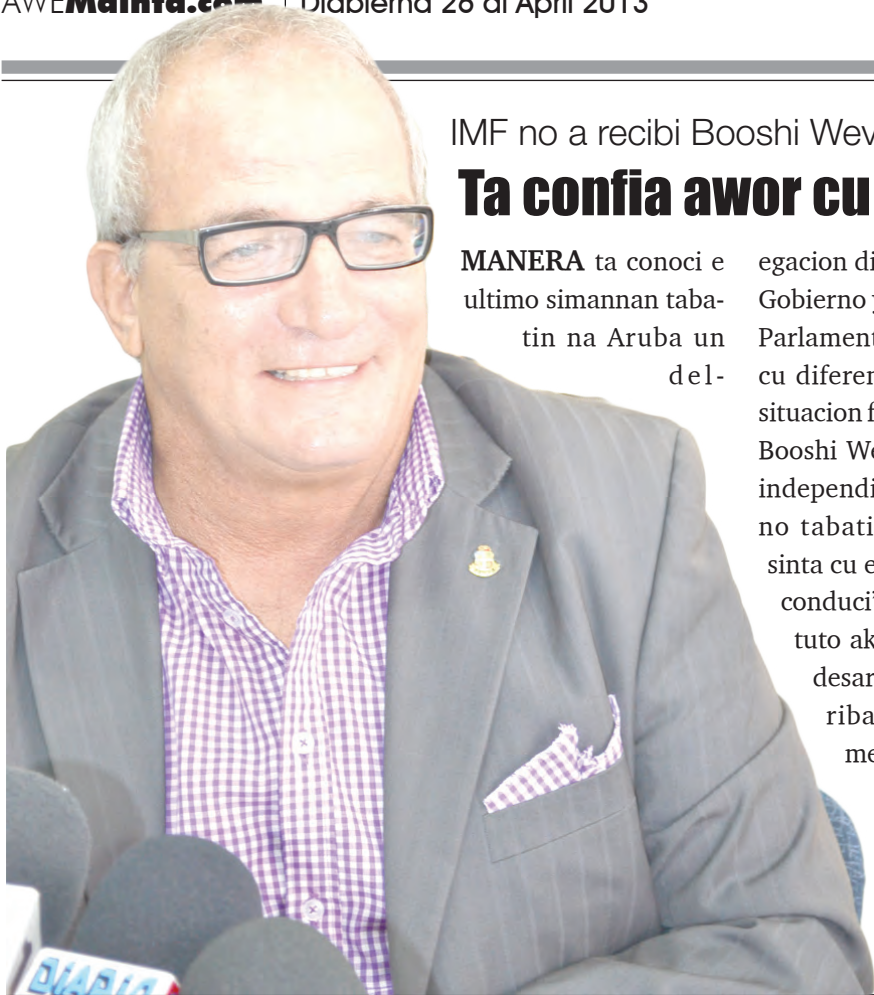 AWEMainta.com | Diabierna 26 di April 2013
IMF no a recibi Booshi Wev
Ta confia awor cu
MANERA ta conoci e
ultimo simannan taba-
tin na Aruba un
del-
egacion di
Gobierno
Parlament
cu diferen
situacion f
Booshi We
independi
no tabati
sinta cu e
conduci’
tuto ak
desar
riba
me
DIARIO